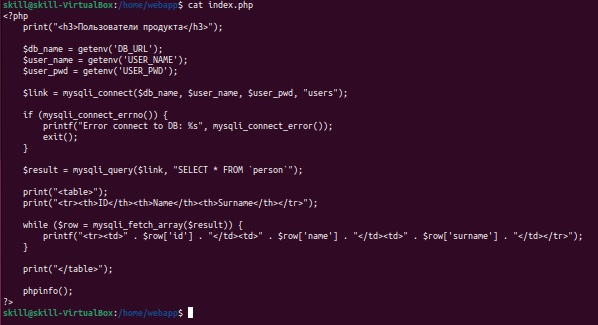 skill@skill-VirtualBox:/home/webapp$ cat index.php
<?php
    print("<h3>Пользователи продукта</h3>");

    $db_name = getenv('DB_URL');
    $user_name = getenv('USER_NAME');
    $user_pwd = getenv('USER_PWD');

    $link = mysqli_connect($db_name, $user_name, $user_pwd, "users");

    if (mysqli_connect_errno()) {
        printf("Error connect to DB: %s", mysqli_connect_error());
        exit();
    }

    $result = mysqli_query($link, "SELECT * FROM `person`");

    print("<table>");
    print("<tr><th>ID</th><th>Name</th><th>Surname</th></tr>");

    while ($row = mysqli_fetch_array($result)) {
        printf("<tr><td>" . $row['id'] . "</td><td>" . $row['name'] . "</td><td>" . $row['surname'] . "</td></tr>");
    }

    print("</table>");

    phpinfo();
?>
skill@skill-VirtualBox:/home/webapp$